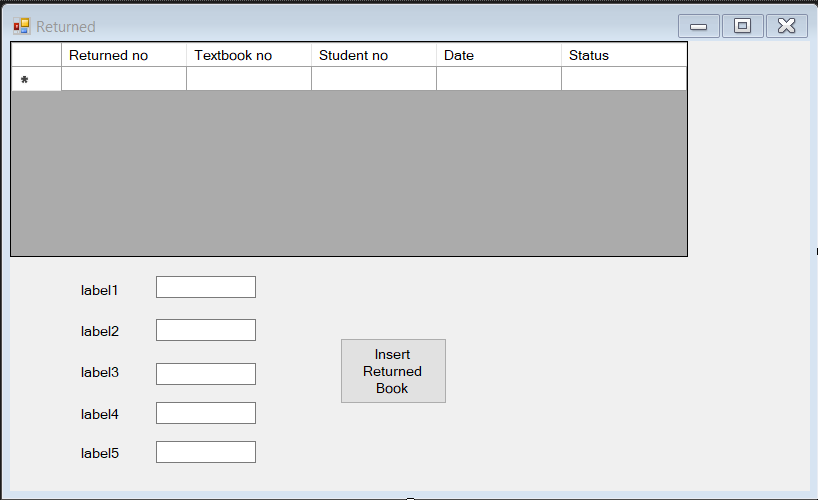 Returned
Returned no Textbook no Student no Date Status
*
label1
label2
label3
label4
label5
Insert
Returned
Book